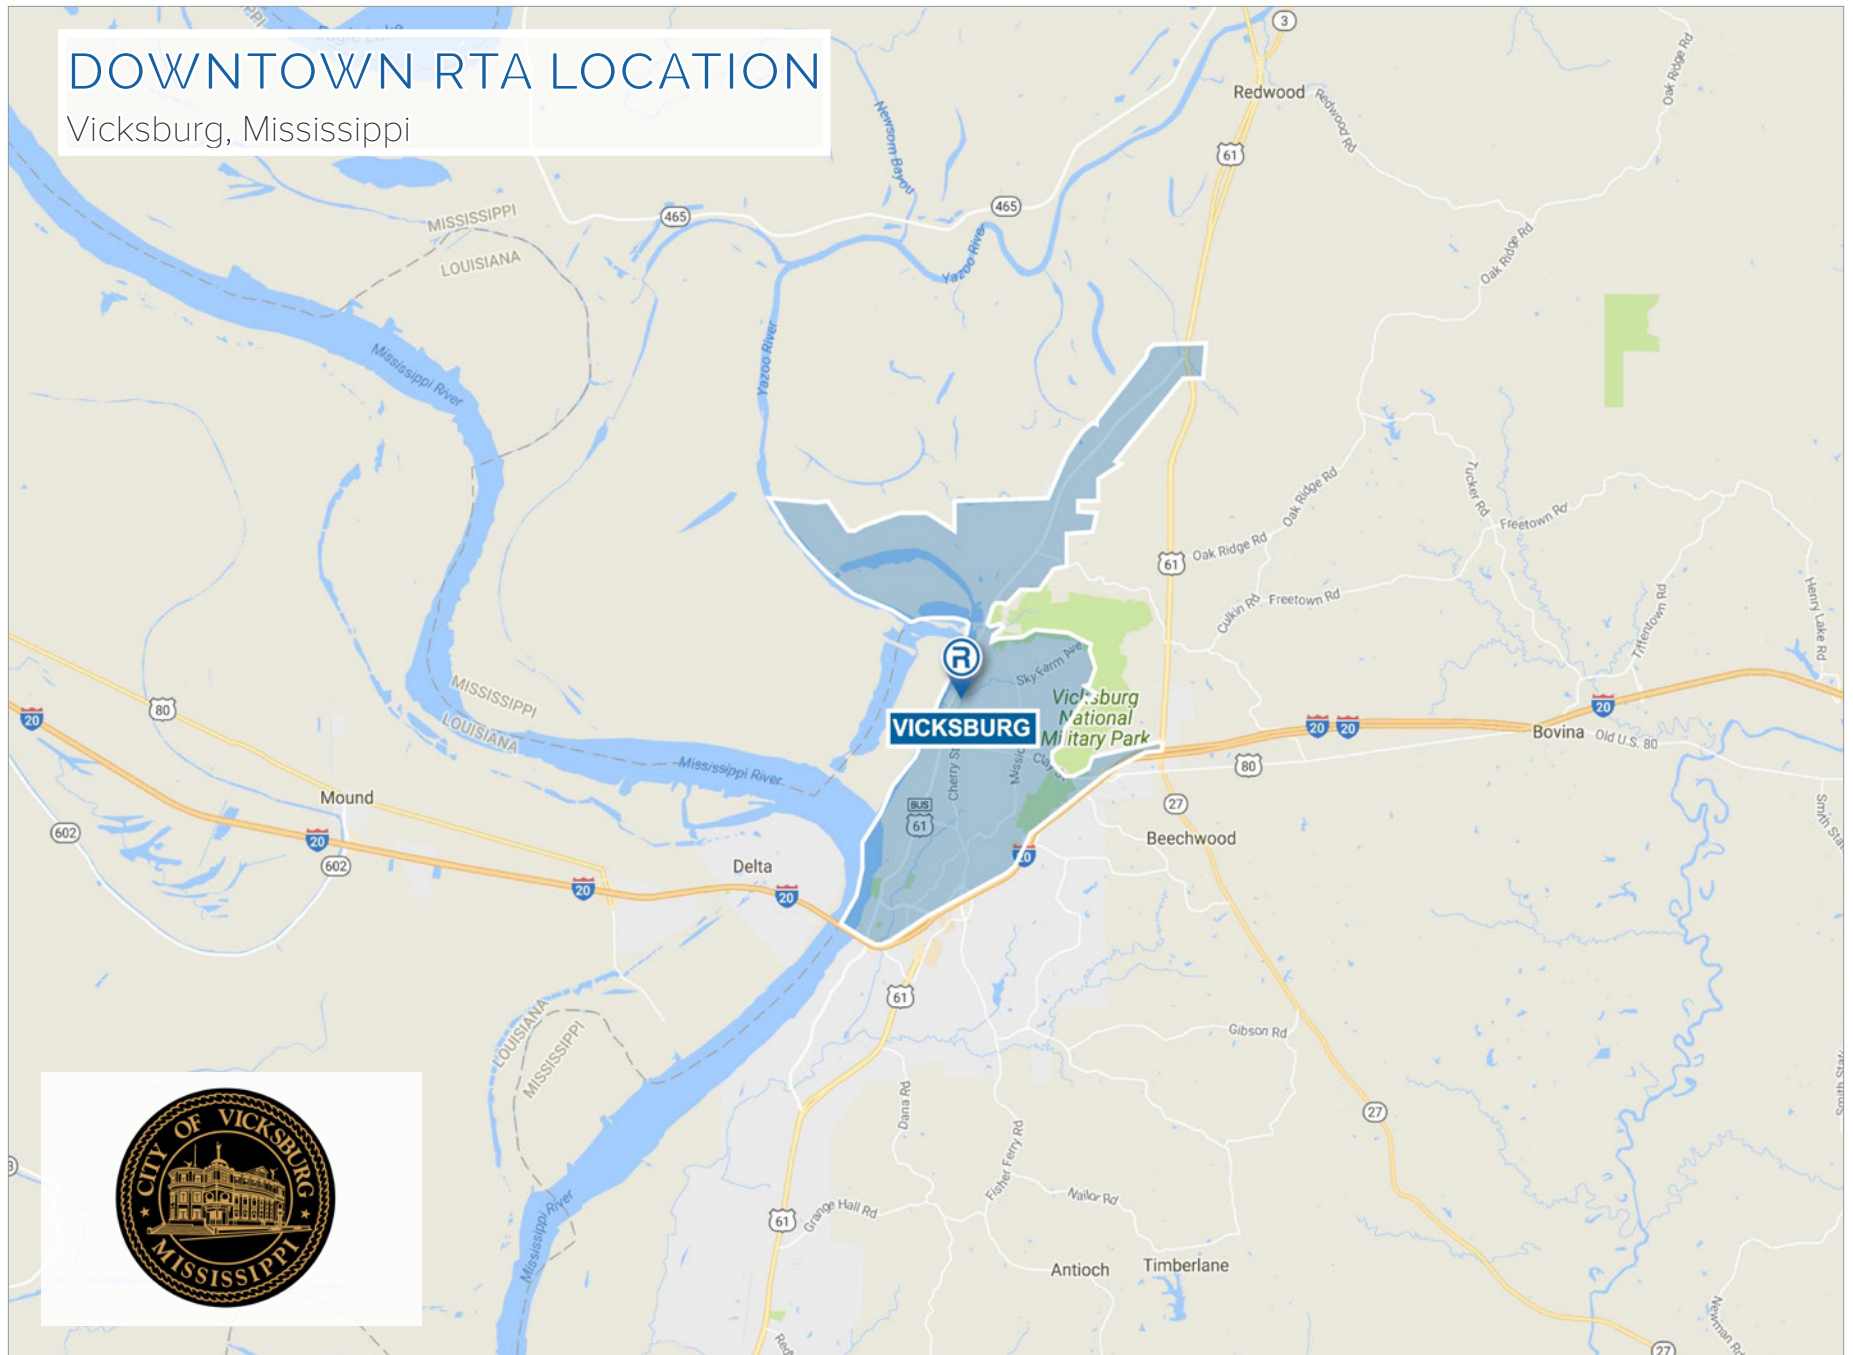 DOWNTOWN RTA LOCATION
Vicksburg, Mississippi
3
Redwood
Redwood Rd
Oak Ridge Rd
Newsom Bayou
61
465
465
MISSISSIPPI
LOUISIANA
Yazoo River
Oak Ridge Rd
Yazoo River
Mississippi River
Oak Ridge Rd
Tucker Rd
Freetown Rd
Oak Ridge Rd
61
Culkin Rd
Freetown Rd
Tiffentown Rd
Henry Lake Rd
R
Sky Farm Ave
MISSISSIPPI
LOUISIANA
Vicksburg
National
Military Park
VICKSBURG
80
20
20
20
20
Bovina
Old U.S. 80
80
Mississippi River
Cherry St
Clay St
Mound
27
BUS
61
Beechwood
602
20
602
20
Delta
20
20
61
LOUISIANA
MISSISSIPPI
Gibson Rd
Dana Rd
27
Fisher Ferry Rd
Nailor Rd
Grange Hall Rd
61
Mississippi River
Antioch
Timberlane
Newman Rd
27
CITY OF VICKSBURG
MISSISSIPPI